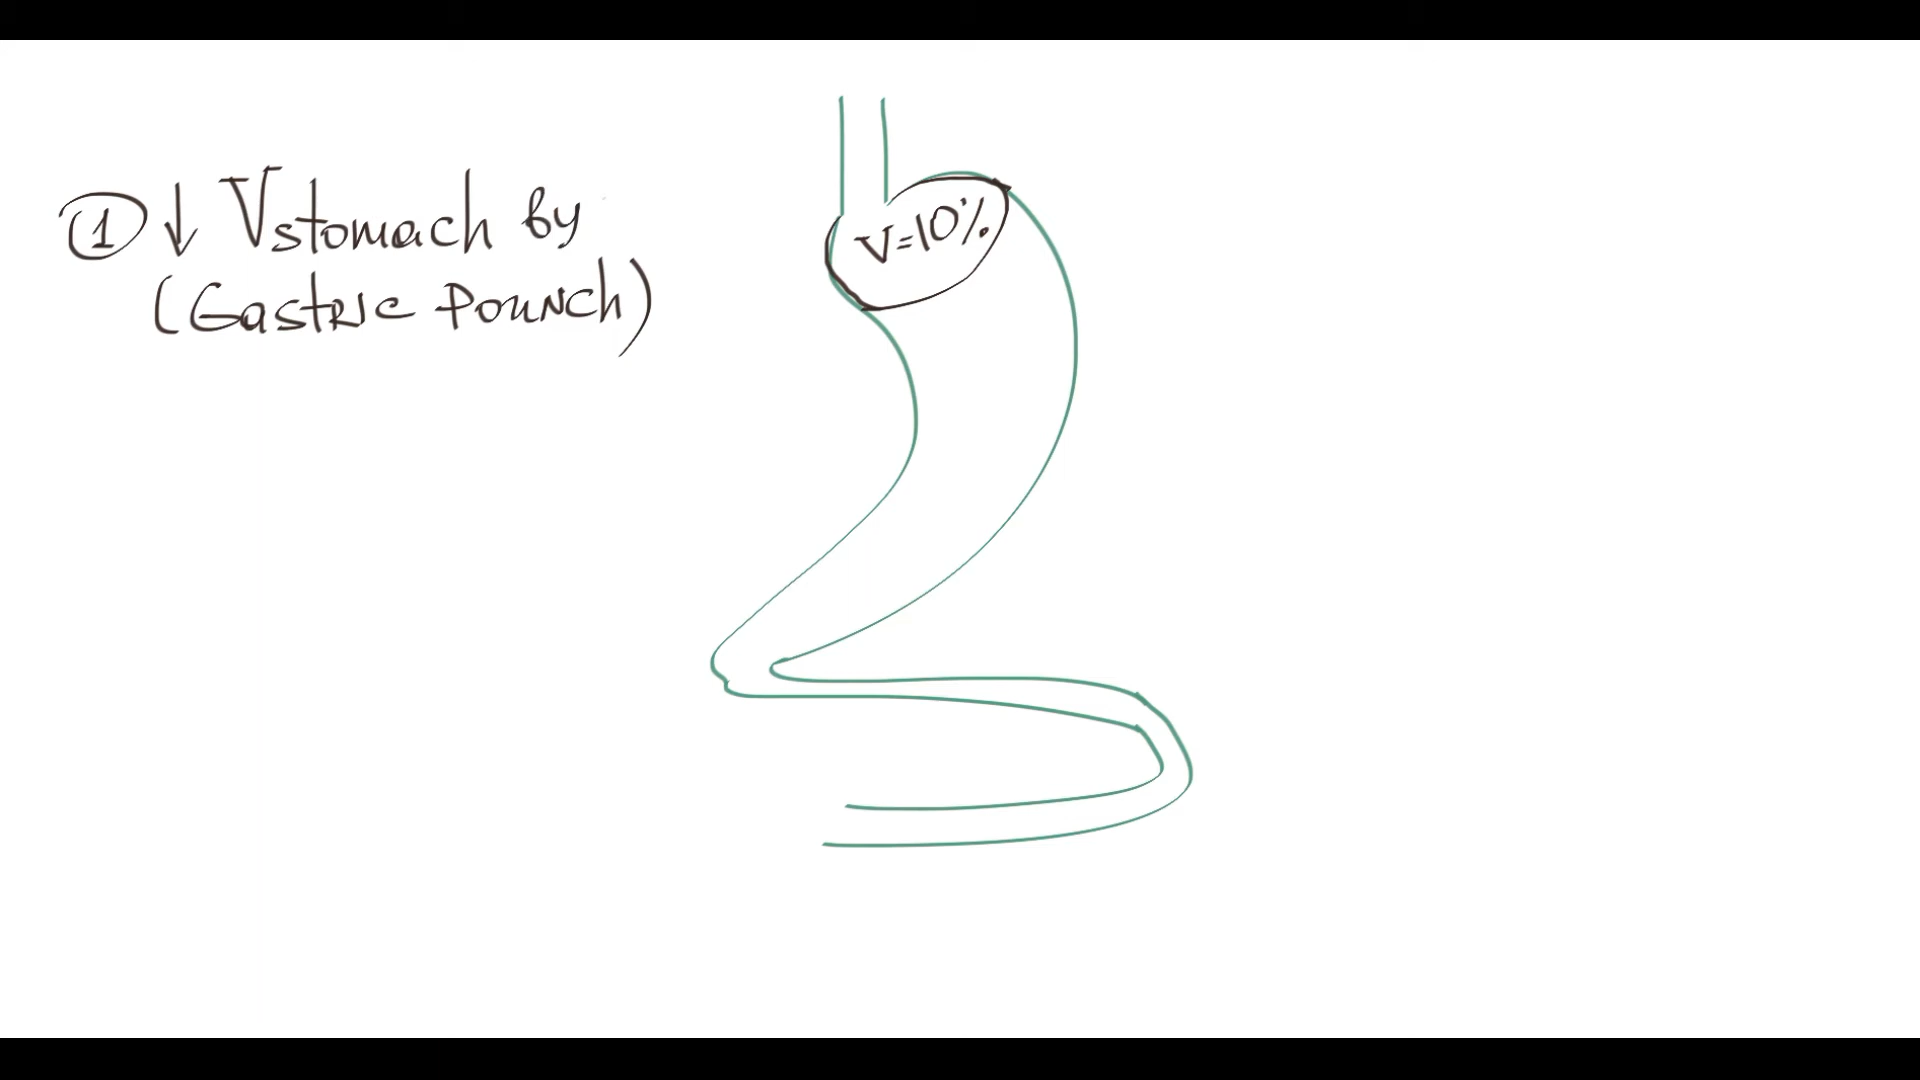 ① ↓ Vstomach by
(Gastric Pounch)
V=10%